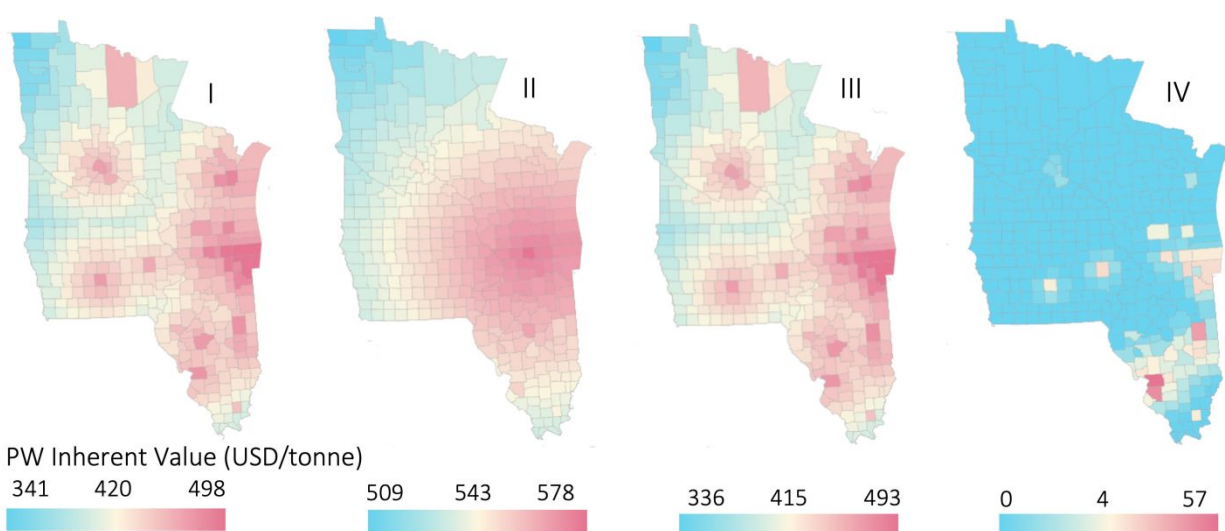 I II III IV
PW Inherent Value (USD/tonne)
341 420 498 509 543 578 336 415 493 0 4 57